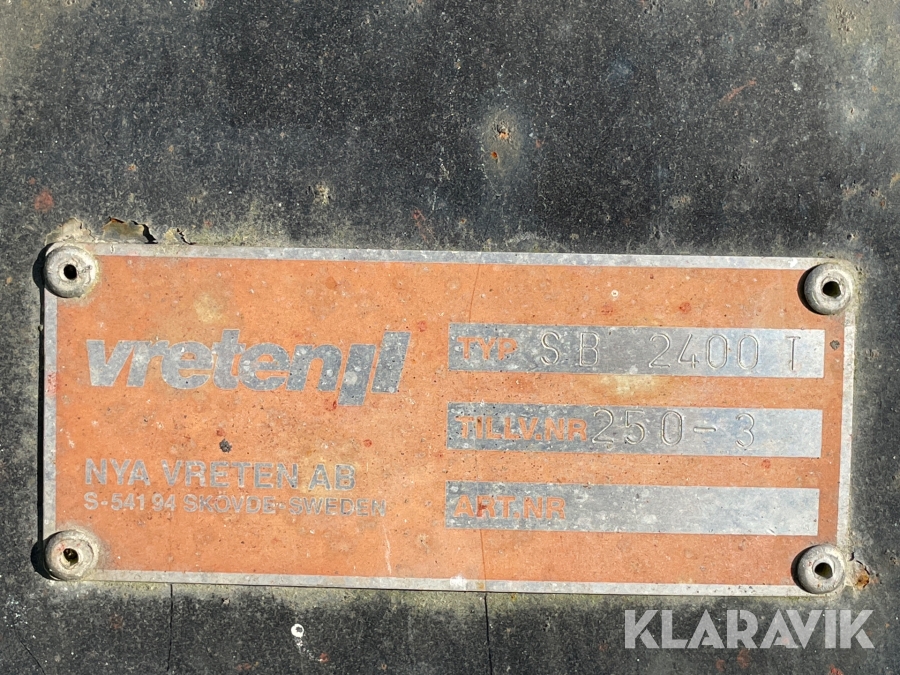 vreten
NYA VRETEN AB
S-541 94 SKÖVDE-SWEDEN
TYP SB 2400 T
TILLV.NR 250-3
ART.NR
KLARAVIK